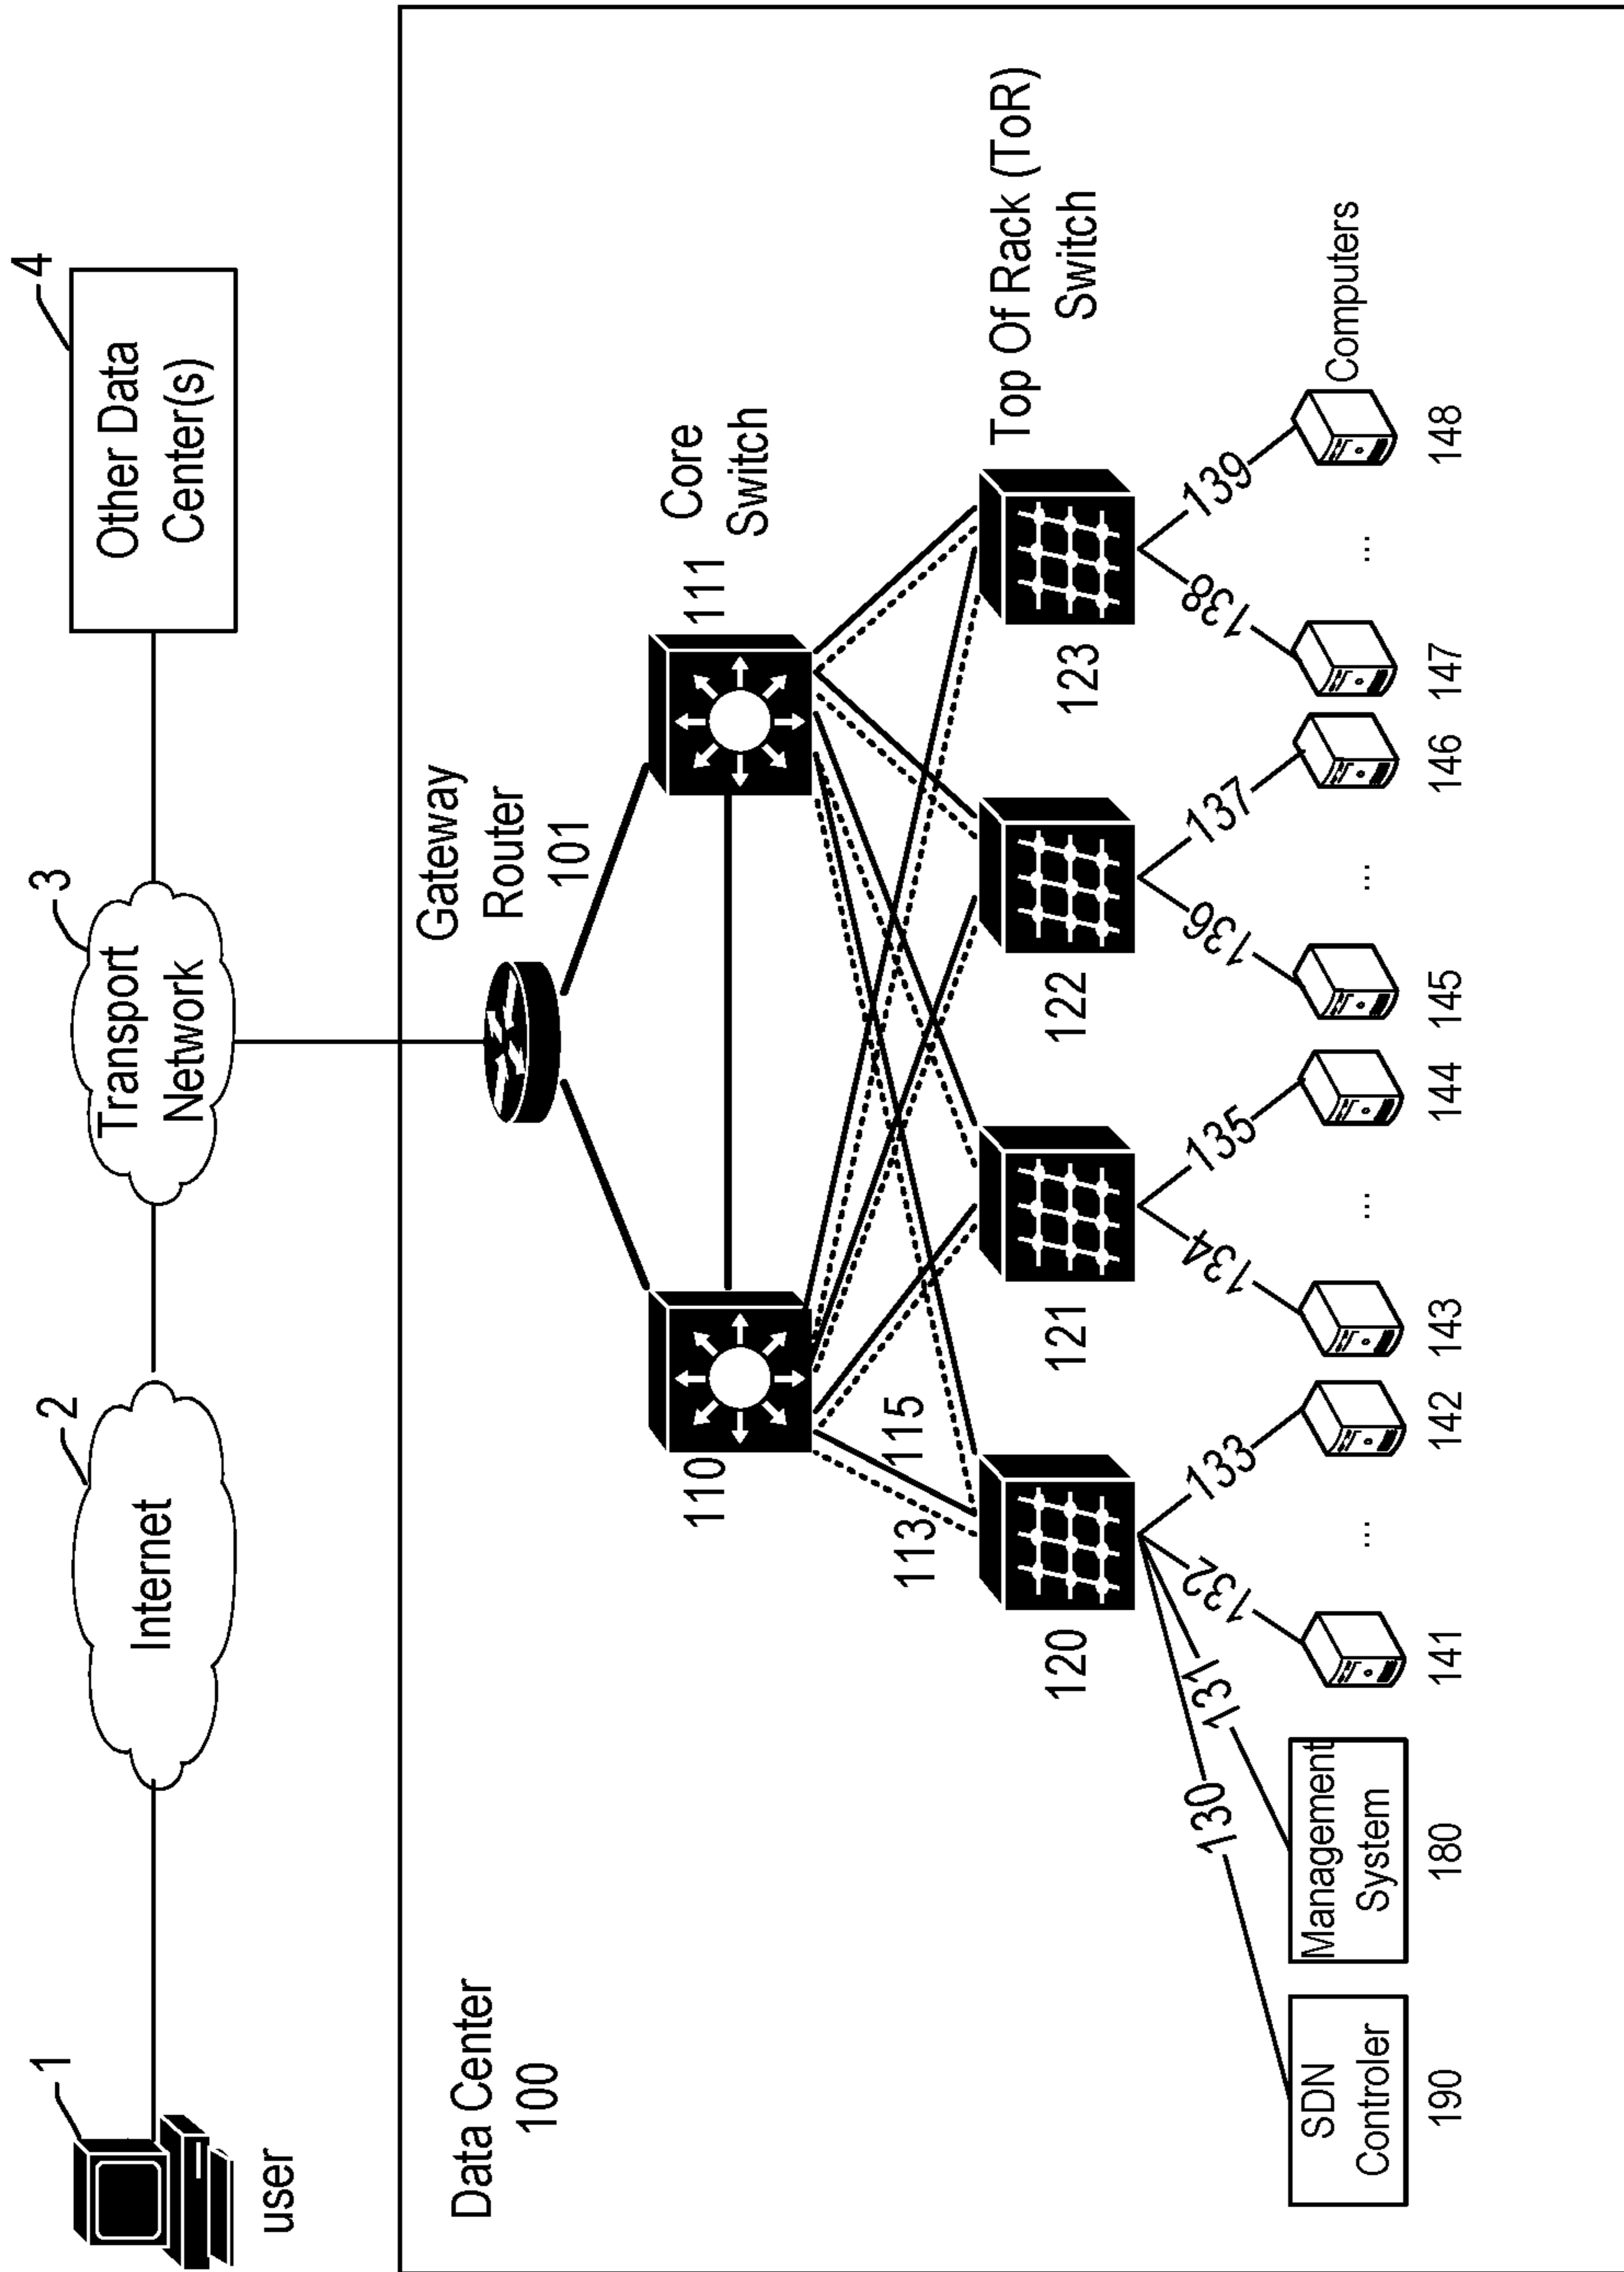 1
2
3
4
user
Internet
Transport
Network
Other Data
Center(s)
Data Center
100
Gateway
Router
101
110
111
Core
Switch
113
115
120
121
122
123
Top Of Rack (ToR)
Switch
130
131
132
133
134
135
136
137
138
139
SDN
Controler
Management
System
...
...
...
...
Computers
190
180
141
142
143
144
145
146
147
148